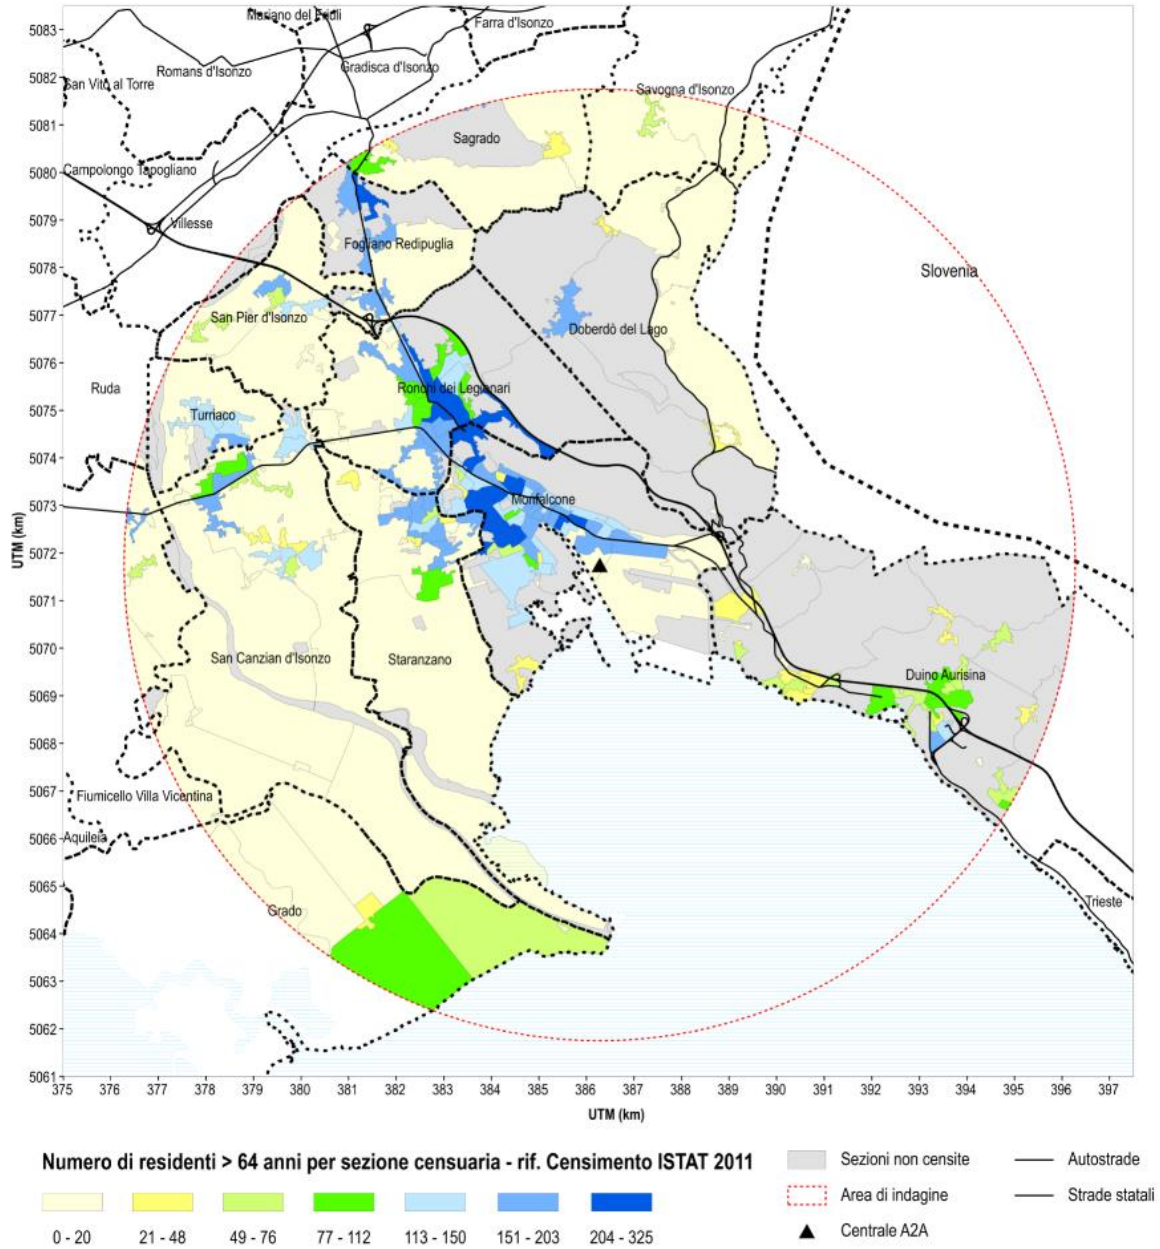 Mariano del Friuli
Farra d'Isonzo
Romans d'Isonzo
Gradisca d'Isonzo
San Vito al Torre
Savogna d'Isonzo
Sagrado
Campolongo Tapogliano
Villesse
Fogliano Redipuglia
Slovenia
San Pier d'Isonzo
Doberdò del Lago
Ruda
Ronchi dei Legionari
Turriaco
Monfalcone
San Canzian d'Isonzo
Staranzano
Duino Aurisina
Fiumicello Villa Vicentina
Aquileia
Grado
Trieste
5083
5082
5081
5080
5079
5078
5077
5076
5075
5074
5073
5072
5071
5070
5069
5068
5067
5066
5065
5064
5063
5062
5061
UTM (km)
375 376 377 378 379 380 381 382 383 384 385 386 387 388 389 390 391 392 393 394 395 396 397
UTM (km)
Numero di residenti > 64 anni per sezione censuaria - rif. Censimento ISTAT 2011
0 - 20 21 - 48 49 - 76 77 - 112 113 - 150 151 - 203 204 - 325
Sezioni non censite
Area di indagine
Centrale A2A
Autostrade
Strade statali